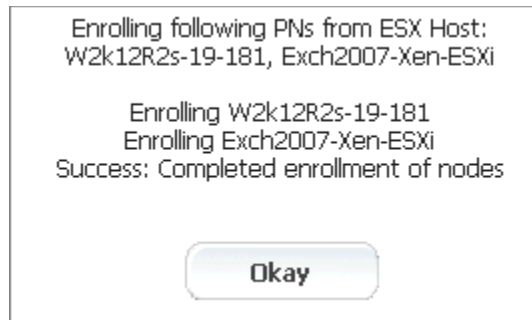 Enrolling following PNs from ESX Host:
W2k12R2s-19-181, Exch2007-Xen-ESXi
Enrolling W2k12R2s-19-181
Enrolling Exch2007-Xen-ESXi
Success: Completed enrollment of nodes
Okay